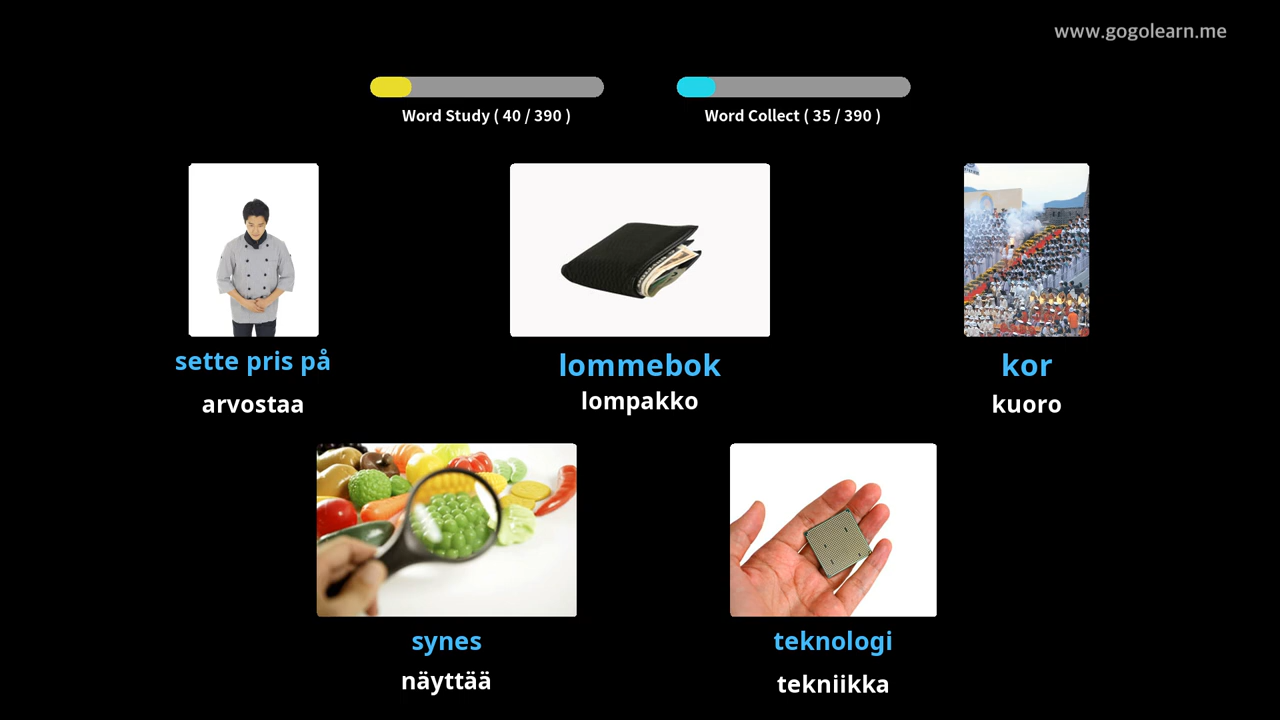 www.gogolearn.me
Word Study ( 40 / 390 )
Word Collect ( 35 / 390 )
sette pris på
arvostaa
lommebok
lompakko
kor
kuoro
synes
näyttää
teknologi
tekniikka